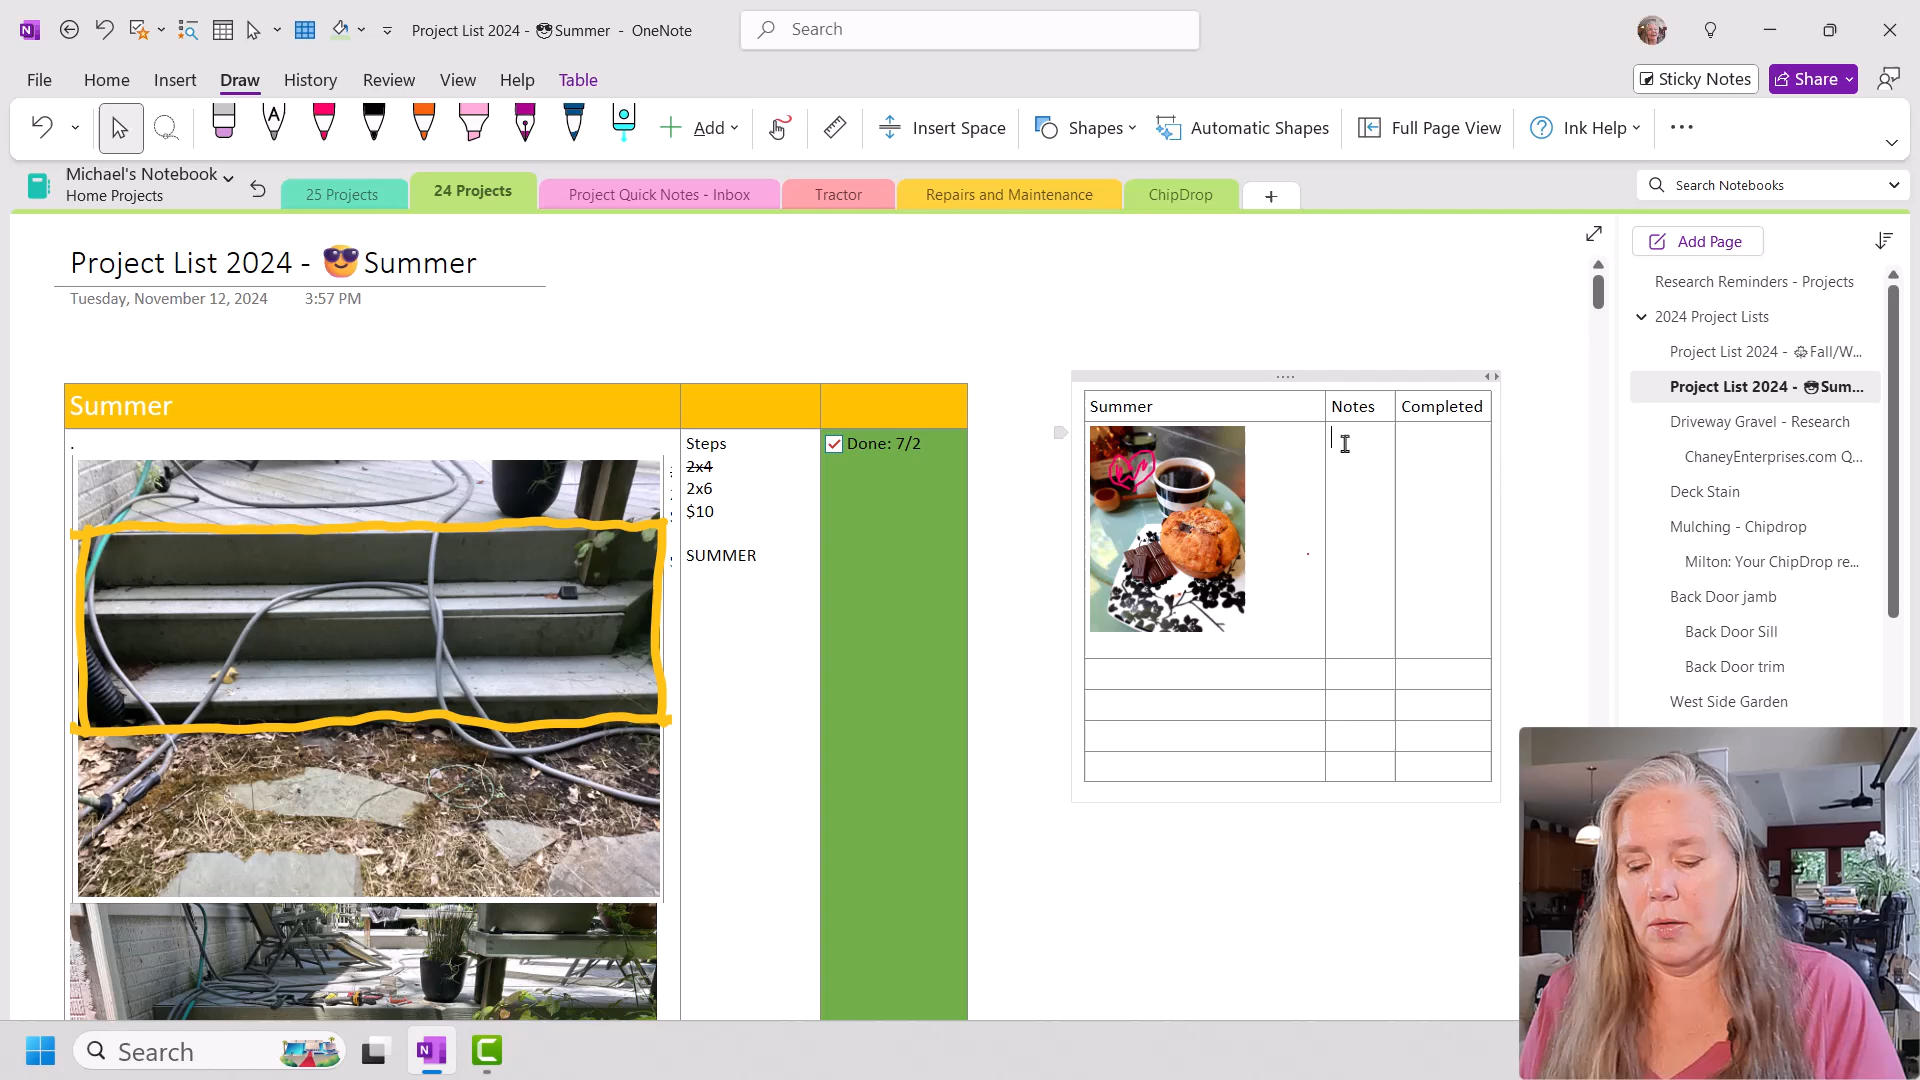 Project List 2024 - 😎Summer - OneNote
Search
File Home Insert Draw History Review View Help Table
Sticky Notes Share
Add Insert Space Shapes Automatic Shapes Full Page View Ink Help
Michael's Notebook
Home Projects
25 Projects 24 Projects Project Quick Notes - Inbox Tractor Repairs and Maintenance ChipDrop
Search Notebooks
Project List 2024 - 😎Summer
Tuesday, November 12, 2024 3:57 PM
Add Page
Research Reminders - Projects
2024 Project Lists
Project List 2024 - Fall/W...
Project List 2024 - 😎Sum...
Driveway Gravel - Research
ChaneyEnterprises.com Q...
Deck Stain
Mulching - Chipdrop
Milton: Your ChipDrop re...
Back Door jamb
Back Door Sill
Back Door trim
West Side Garden
Summer
.
Steps
2x4
2x6
$10
SUMMER
Done: 7/2
Summer Notes Completed
Search